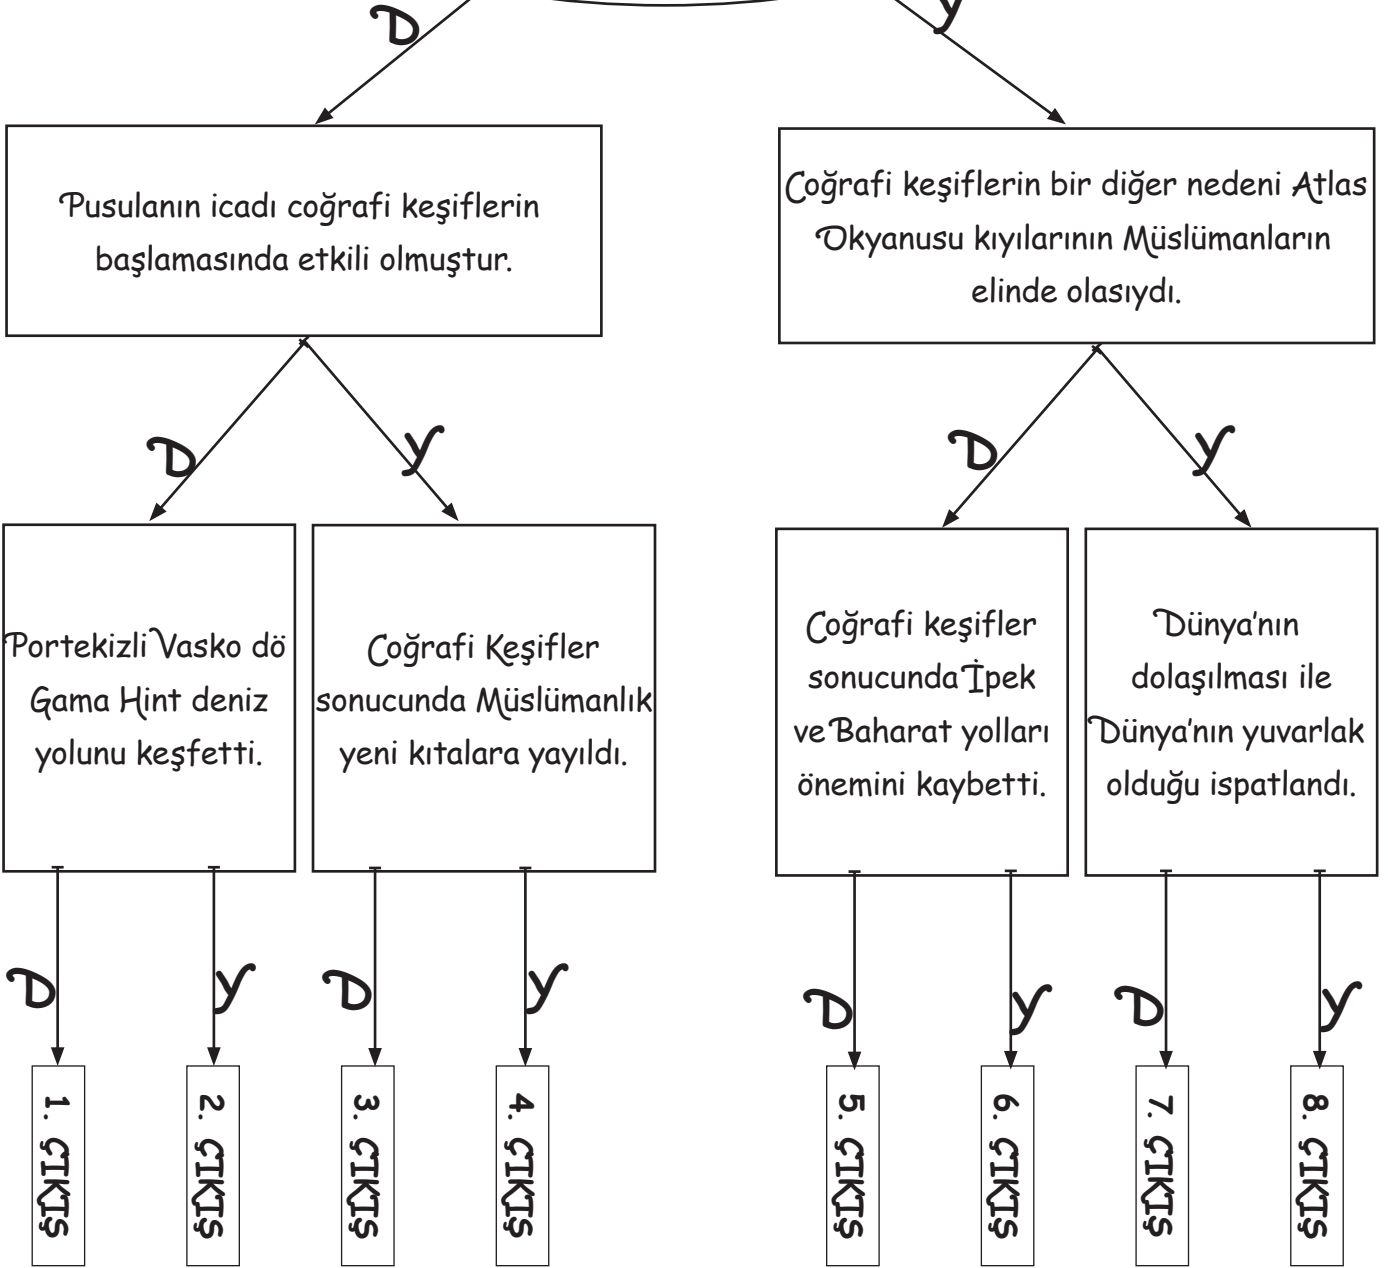 D
Y
Pusulanın icadı coğrafi keşiflerin
başlamasında etkili olmuştur.
Coğrafi keşiflerin bir diğer nedeni Atlas
Okyanusu kıyılarının Müslümanların
elinde olasıydı.
D
Y
D
Y
Portekizli Vasko dö
Gama Hint deniz
yolunu keşfetti.
Coğrafi Keşifler
sonucunda Müslümanlık
yeni kıtalara yayıldı.
Coğrafi keşifler
sonucunda İpek
ve Baharat yolları
önemini kaybetti.
Dünya'nın
dolaşılması ile
Dünya'nın yuvarlak
olduğu ispatlandı.
D
Y
D
Y
D
Y
D
Y
1. ÇIKIŞ
2. ÇIKIŞ
3. ÇIKIŞ
4. ÇIKIŞ
5. ÇIKIŞ
6. ÇIKIŞ
7. ÇIKIŞ
8. ÇIKIŞ